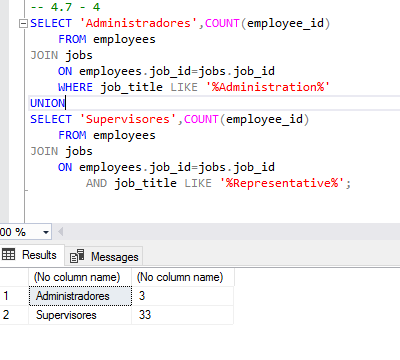 -- 4.7 - 4
SELECT 'Administradores',COUNT(employee_id)
FROM employees
JOIN jobs
ON employees.job_id=jobs.job_id
WHERE job_title LIKE '%Administration%'
UNION
SELECT 'Supervisores',COUNT(employee_id)
FROM employees
JOIN jobs
ON employees.job_id=jobs.job_id
AND job_title LIKE '%Representative%';
00 %
Results Messages
(No column name) (No column name)
1 Administradores 3
2 Supervisores 33